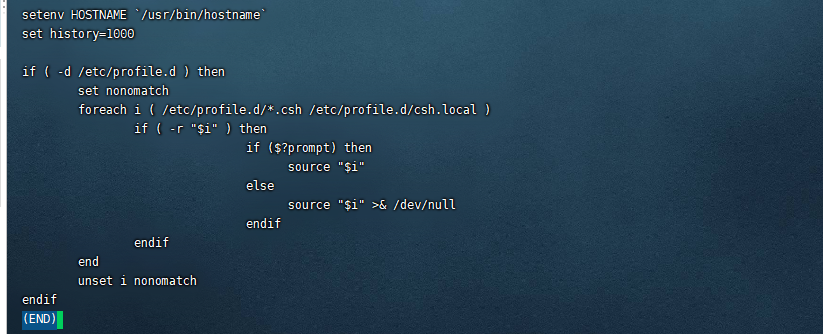 setenv HOSTNAME `/usr/bin/hostname`
set history=1000

if ( -d /etc/profile.d ) then
        set nonomatch
        foreach i ( /etc/profile.d/*.csh /etc/profile.d/csh.local )
                if ( -r "$i" ) then
                                if ($?prompt) then
                                      source "$i"
                                else
                                      source "$i" >& /dev/null
                                endif
                endif
        end
        unset i nonomatch
endif
(END)